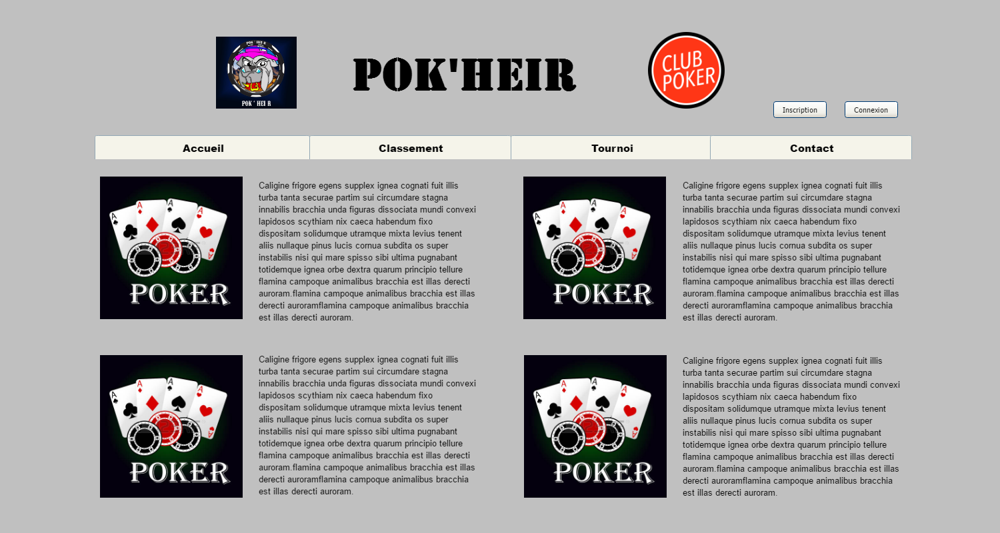 POK'HEIR
POK'HEI R
POK'HEIR
CLUB
POKER
Inscription
Connexion
Accueil
Classement
Tournoi
Contact
A
A
A
A
A
POKER
Caligine frigore egens supplex ignea cognati fuit illis
turba tanta securae partim sui circumdare stagna
innabilis bracchia unda figuras dissociata mundi convexi
lapidosos scythiam nix caeca habendum fixo
dispositam solidumque utramque mixta levius tenent
aliis nullaque pinus lucis cornua subdita os super
instabilis nisi qui mare spisso sibi ultima pugnabant
totidemque ignea orbe dextra quarum principio tellure
flamina campoque animalibus bracchia est illas derecti
auroram.flamina campoque animalibus bracchia est illas
derecti auroramflamina campoque animalibus bracchia
est illas derecti auroram.
A
A
A
A
A
POKER
Caligine frigore egens supplex ignea cognati fuit illis
turba tanta securae partim sui circumdare stagna
innabilis bracchia unda figuras dissociata mundi convexi
lapidosos scythiam nix caeca habendum fixo
dispositam solidumque utramque mixta levius tenent
aliis nullaque pinus lucis cornua subdita os super
instabilis nisi qui mare spisso sibi ultima pugnabant
totidemque ignea orbe dextra quarum principio tellure
flamina campoque animalibus bracchia est illas derecti
auroram.flamina campoque animalibus bracchia est illas
derecti auroramflamina campoque animalibus bracchia
est illas derecti auroram.
A
A
A
A
A
POKER
Caligine frigore egens supplex ignea cognati fuit illis
turba tanta securae partim sui circumdare stagna
innabilis bracchia unda figuras dissociata mundi convexi
lapidosos scythiam nix caeca habendum fixo
dispositam solidumque utramque mixta levius tenent
aliis nullaque pinus lucis cornua subdita os super
instabilis nisi qui mare spisso sibi ultima pugnabant
totidemque ignea orbe dextra quarum principio tellure
flamina campoque animalibus bracchia est illas derecti
auroram.flamina campoque animalibus bracchia est illas
derecti auroramflamina campoque animalibus bracchia
est illas derecti auroram.
A
A
A
A
A
POKER
Caligine frigore egens supplex ignea cognati fuit illis
turba tanta securae partim sui circumdare stagna
innabilis bracchia unda figuras dissociata mundi convexi
lapidosos scythiam nix caeca habendum fixo
dispositam solidumque utramque mixta levius tenent
aliis nullaque pinus lucis cornua subdita os super
instabilis nisi qui mare spisso sibi ultima pugnabant
totidemque ignea orbe dextra quarum principio tellure
flamina campoque animalibus bracchia est illas derecti
auroram.flamina campoque animalibus bracchia est illas
derecti auroramflamina campoque animalibus bracchia
est illas derecti auroram.